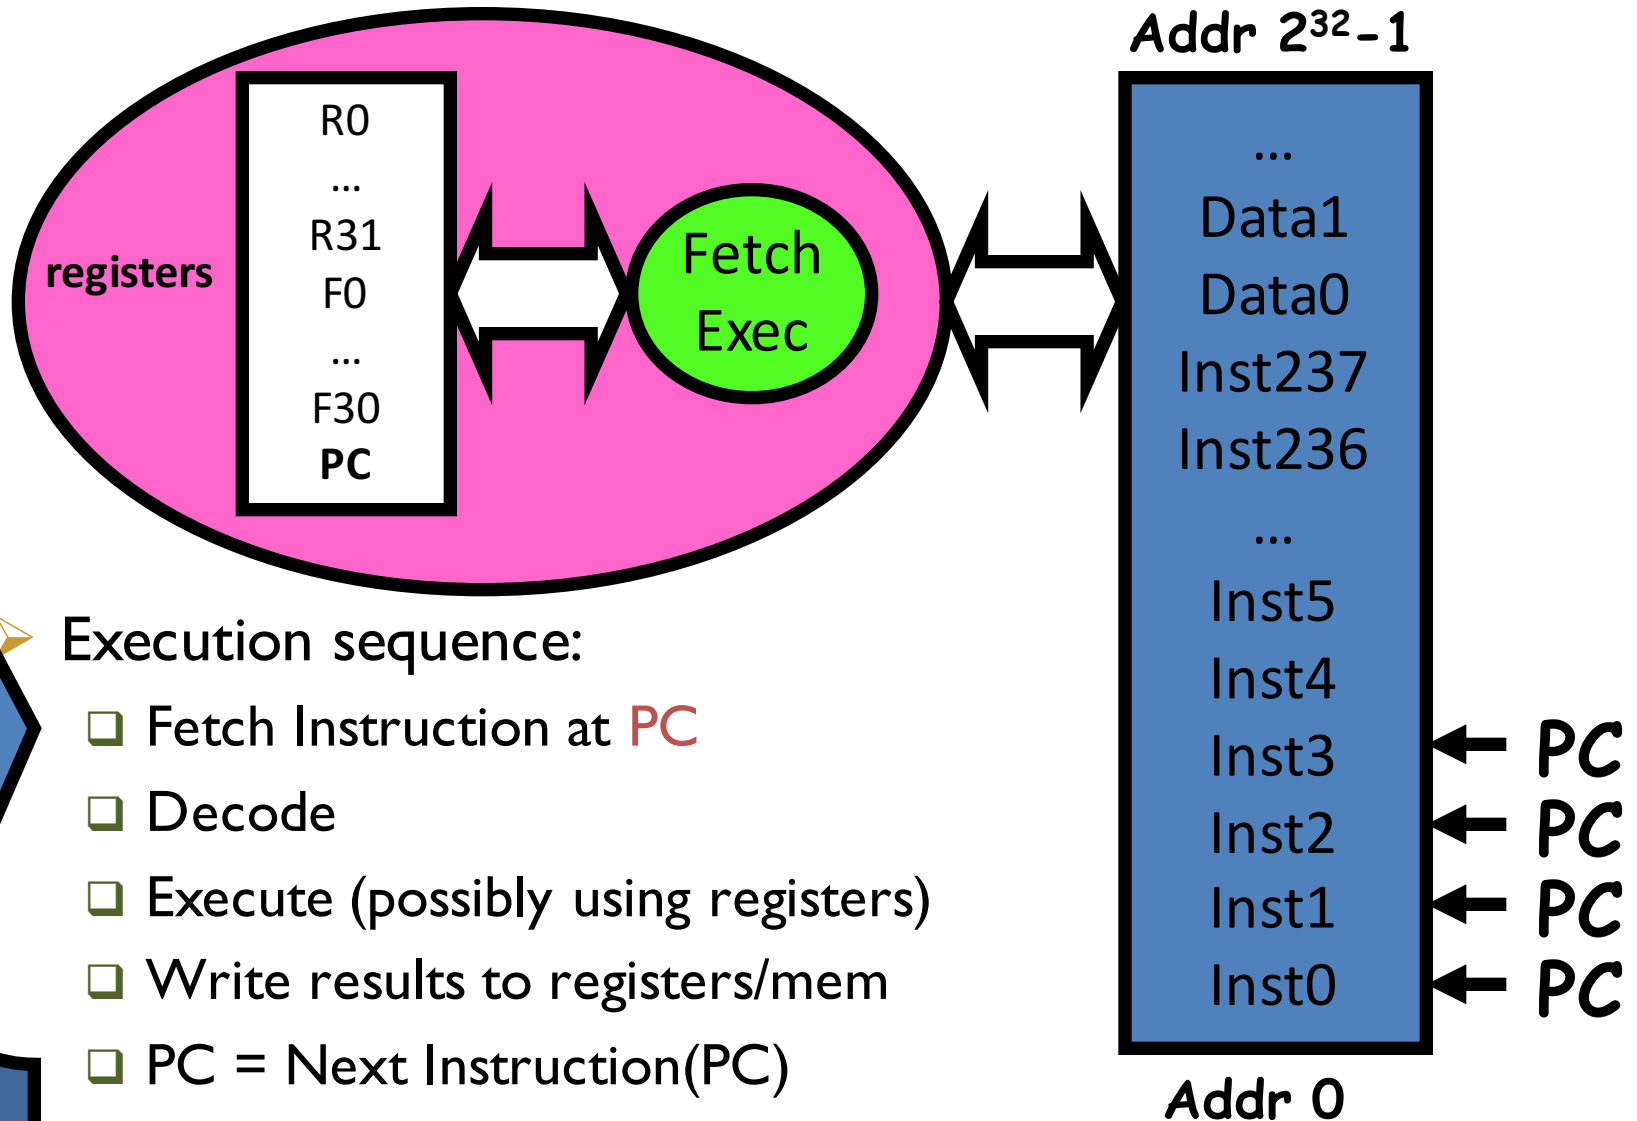 registers
R0
...
R31
F0
...
F30
PC
Fetch
Exec
Addr 2³²-1
...
Data1
Data0
Inst237
Inst236
...
Inst5
Inst4
Inst3
Inst2
Inst1
Inst0
Addr 0
PC
PC
PC
PC
Execution sequence:
Fetch Instruction at PC
Decode
Execute (possibly using registers)
Write results to registers/mem
PC = Next Instruction(PC)